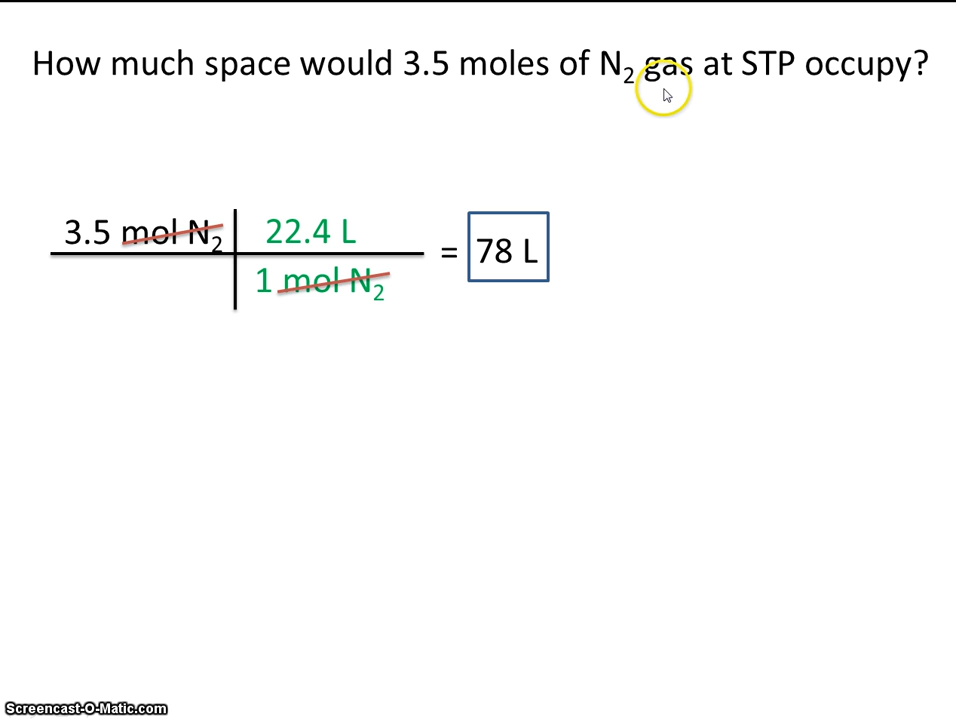 How much space would 3.5 moles of N₂ gas at STP occupy?
3.5 mol N₂ 22.4 L
1 mol N₂
= 78 L
Screencast-O-Matic.com